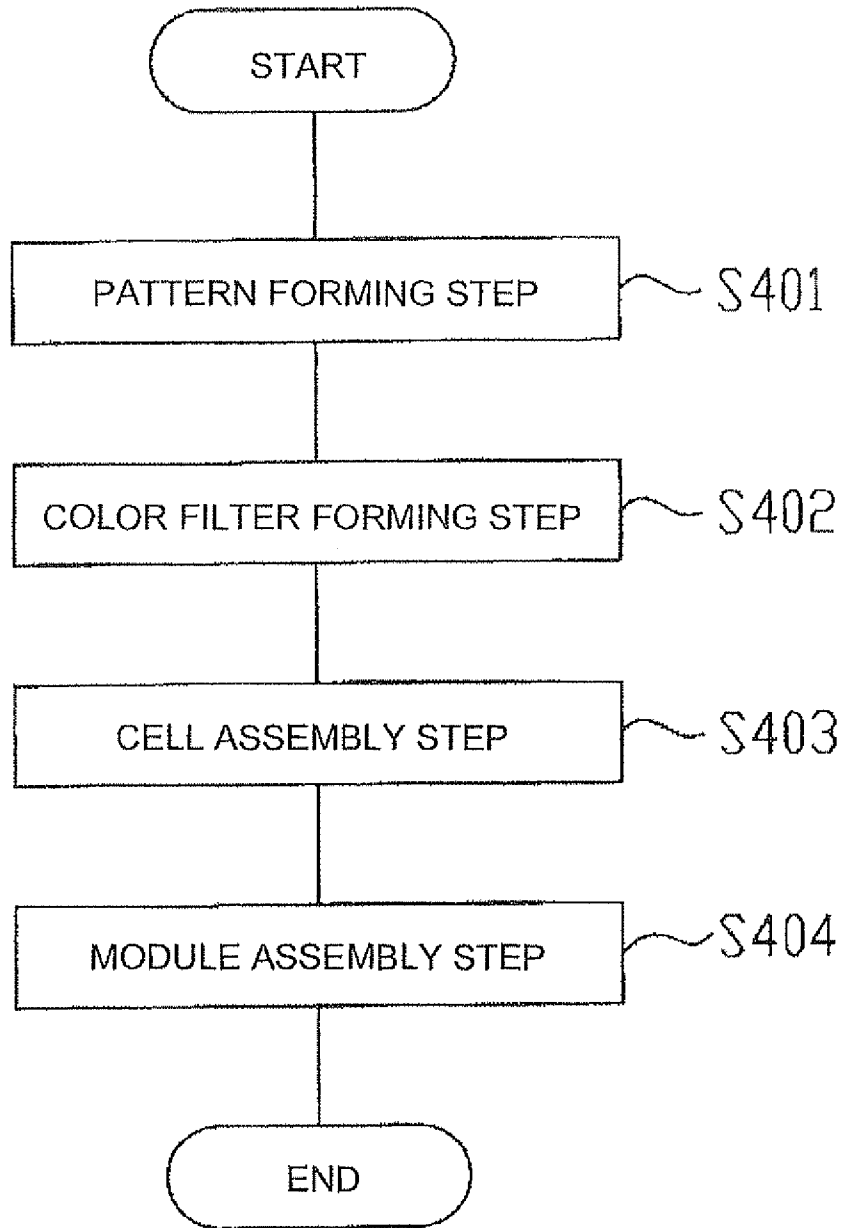 START
PATTERN FORMING STEP S401
COLOR FILTER FORMING STEP S402
CELL ASSEMBLY STEP S403
MODULE ASSEMBLY STEP S404
END